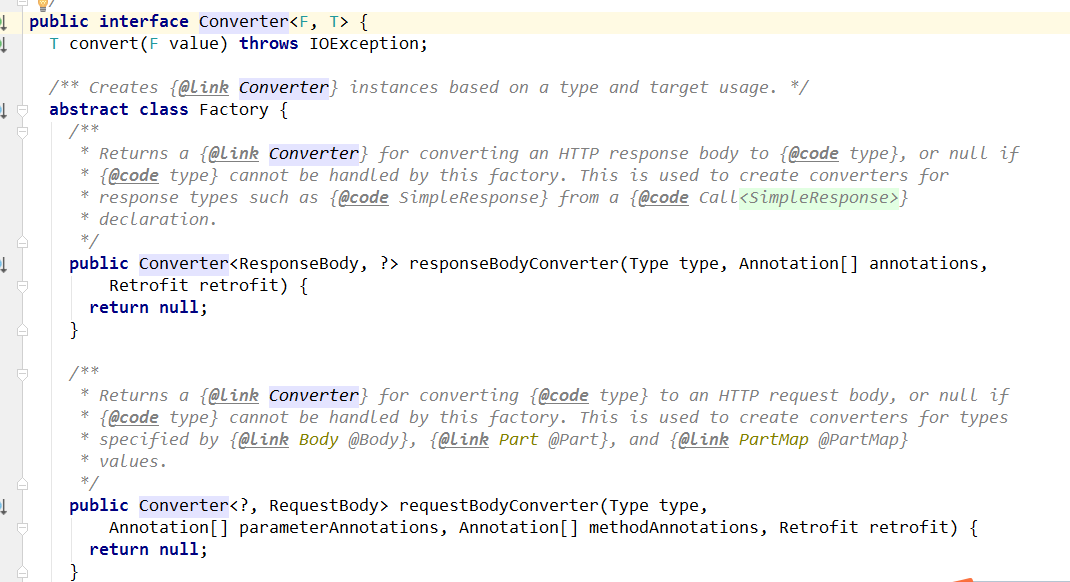 public interface Converter<F, T> {
T convert(F value) throws IOException;
/** Creates {@link Converter} instances based on a type and target usage. */
abstract class Factory {
/**
* Returns a {@link Converter} for converting an HTTP response body to {@code type}, or null if
* {@code type} cannot be handled by this factory. This is used to create converters for
* response types such as {@code SimpleResponse} from a {@code Call<SimpleResponse>}
* declaration.
*/
public Converter<ResponseBody, ?> responseBodyConverter(Type type, Annotation[] annotations,
Retrofit retrofit) {
return null;
}
/**
* Returns a {@link Converter} for converting {@code type} to an HTTP request body, or null if
* {@code type} cannot be handled by this factory. This is used to create converters for types
* specified by {@link Body @Body}, {@link Part @Part}, and {@link PartMap @PartMap}
* values.
*/
public Converter<?, RequestBody> requestBodyConverter(Type type,
Annotation[] parameterAnnotations, Annotation[] methodAnnotations, Retrofit retrofit) {
return null;
}